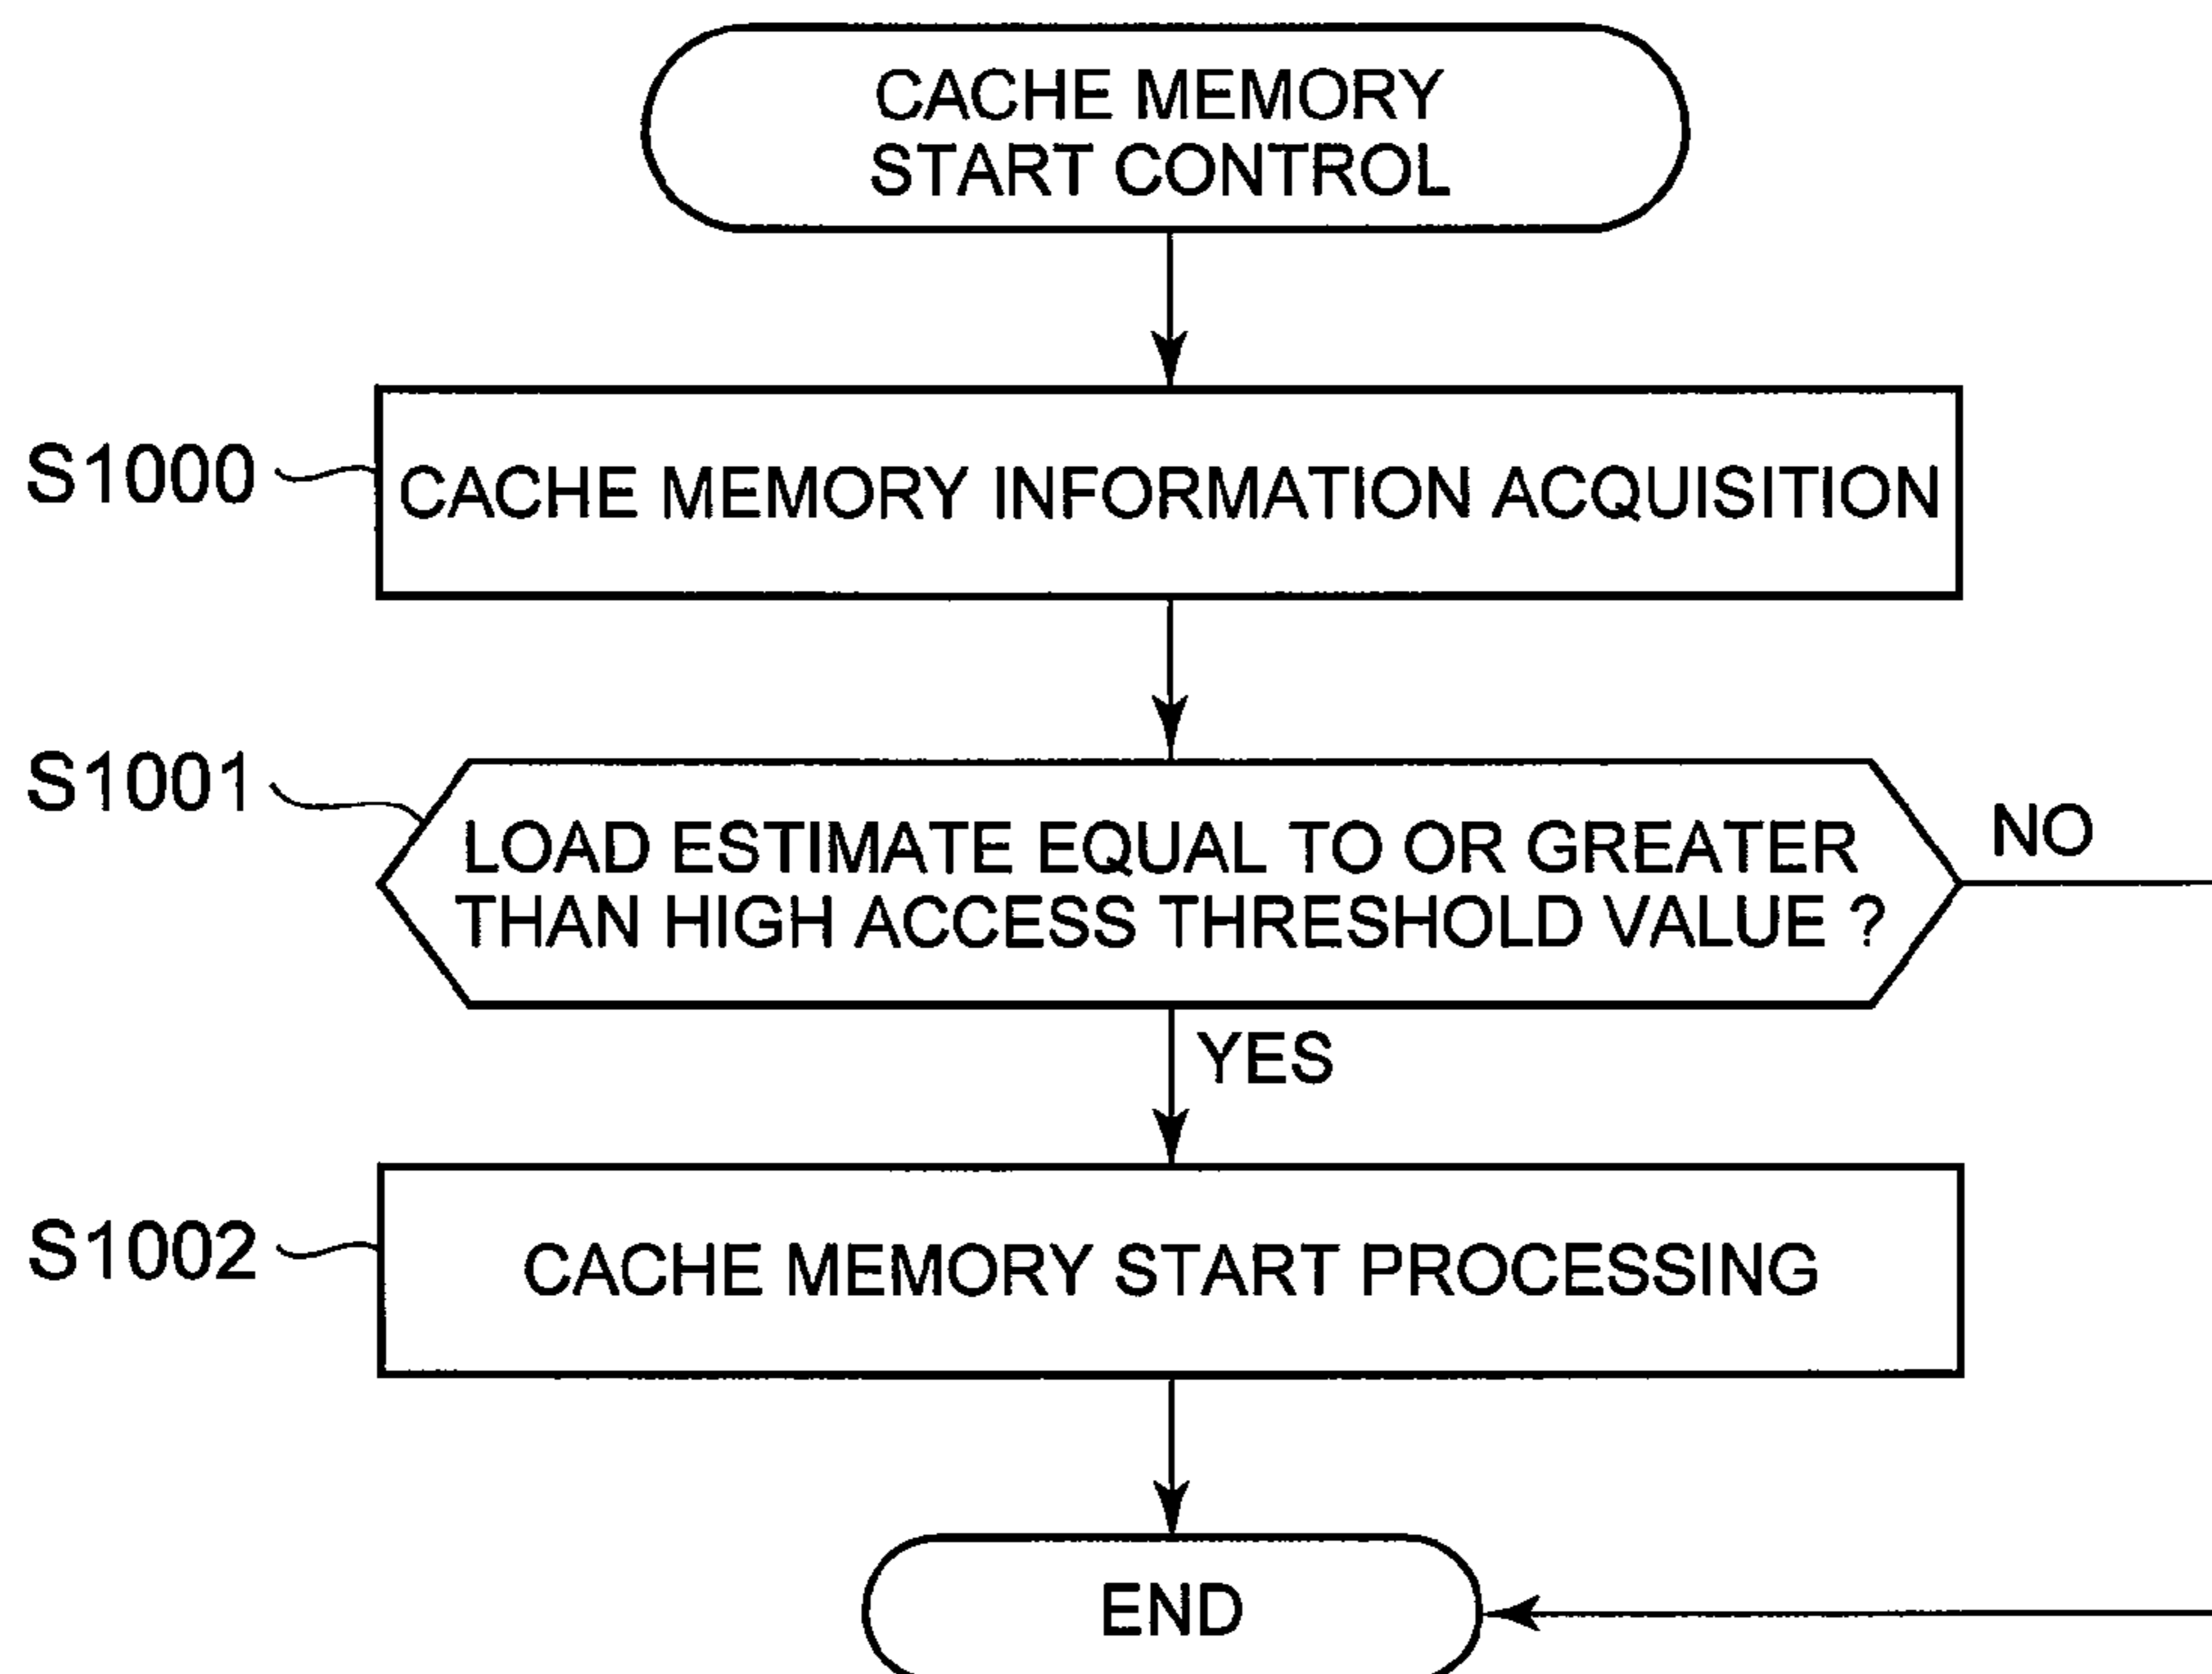 CACHE MEMORY
START CONTROL
S1000
CACHE MEMORY INFORMATION ACQUISITION
S1001
LOAD ESTIMATE EQUAL TO OR GREATER
THAN HIGH ACCESS THRESHOLD VALUE ?
NO
YES
S1002
CACHE MEMORY START PROCESSING
END